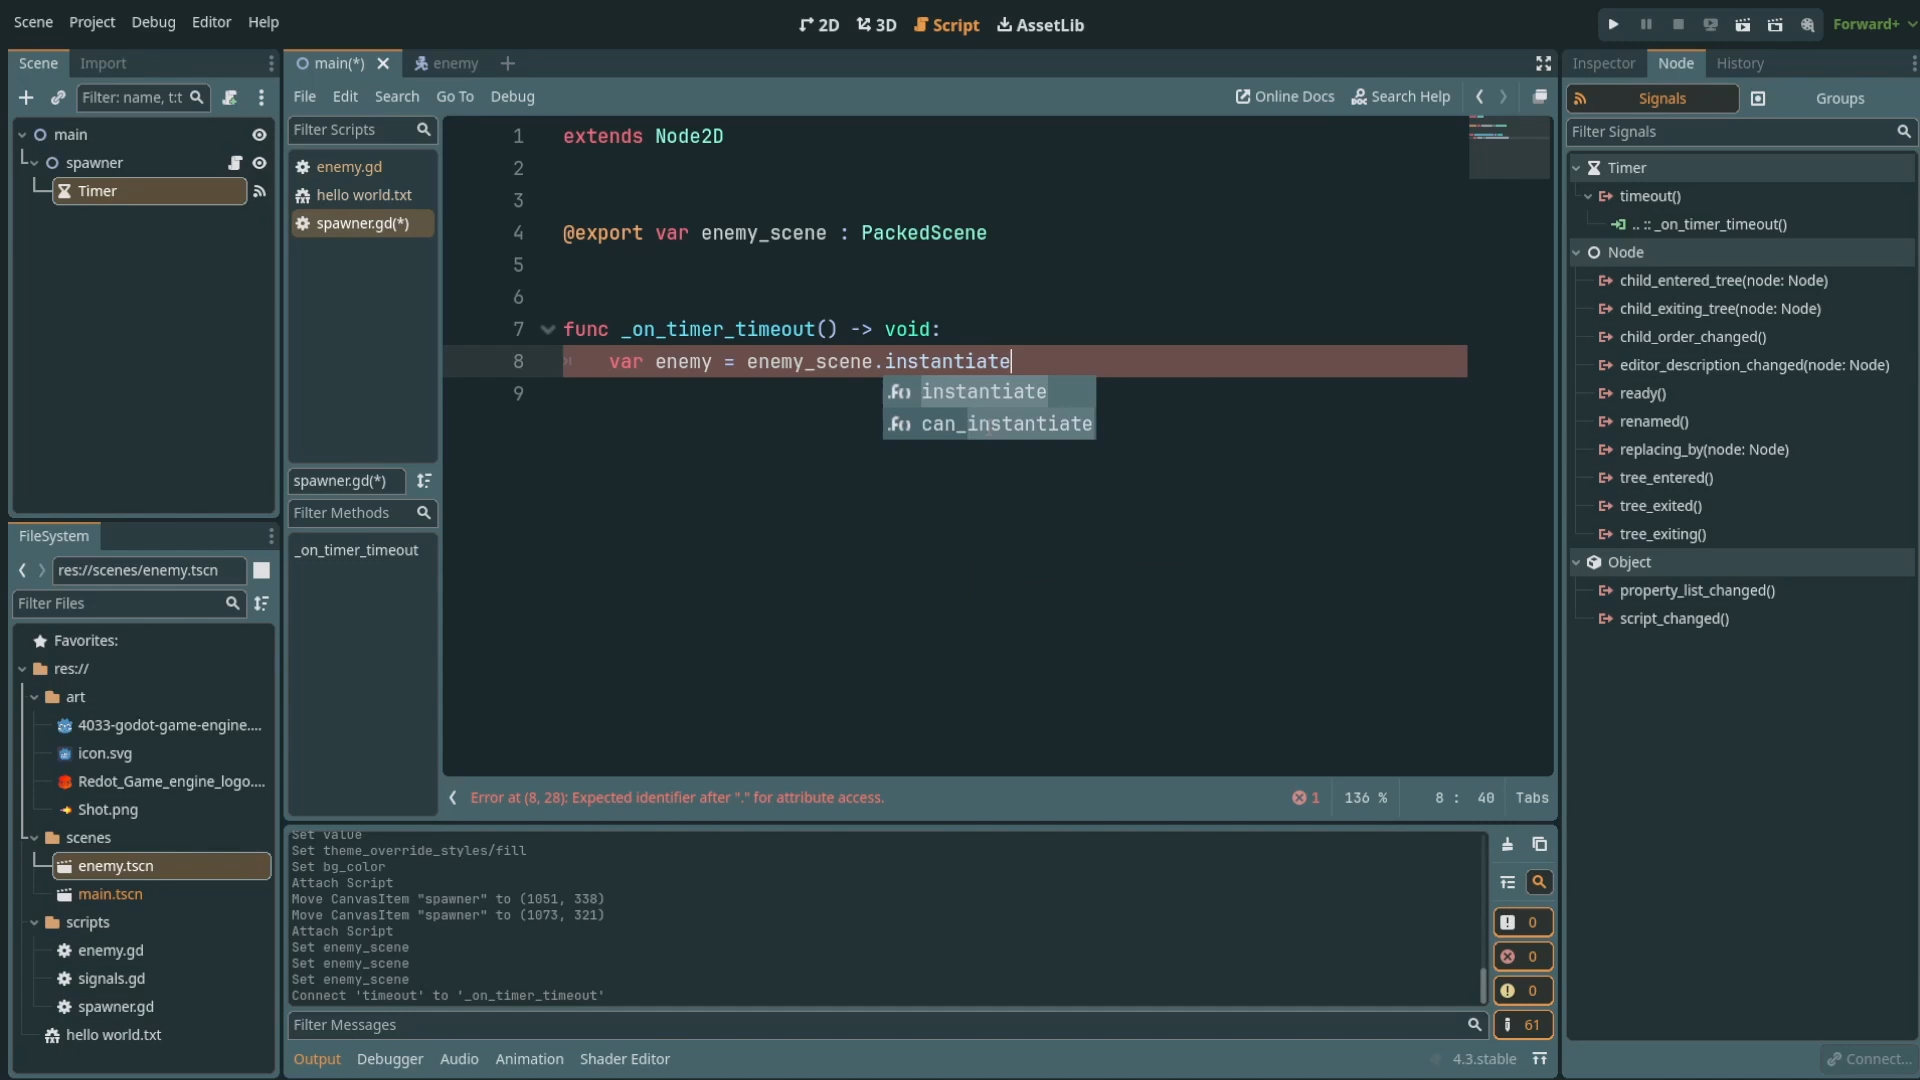 Scene Project Debug Editor Help
2D 3D Script AssetLib
Forward+
Scene Import
Filter: name, t:t
main
spawner
Timer
FileSystem
res://scenes/enemy.tscn
Filter Files
Favorites:
res://
art
4033-godot-game-engine....
icon.svg
Redot_Game_engine_logo....
Shot.png
scenes
enemy.tscn
main.tscn
scripts
enemy.gd
signals.gd
spawner.gd
hello world.txt
main(*) enemy
File Edit Search Go To Debug
Online Docs Search Help
Filter Scripts
enemy.gd
hello world.txt
spawner.gd(*)
spawner.gd(*)
Filter Methods
_on_timer_timeout
1 extends Node2D
2
3
4 @export var enemy_scene : PackedScene
5
6
7 func _on_timer_timeout() -> void:
8 var enemy = enemy_scene.instantiate
9
instantiate
can_instantiate
Error at (8, 28): Expected identifier after "." for attribute access.
1 136 % 8 : 40 Tabs
Set value
Set theme_override_styles/fill
Set bg_color
Attach Script
Move CanvasItem "spawner" to (1051, 338)
Move CanvasItem "spawner" to (1073, 321)
Attach Script
Set enemy_scene
Set enemy_scene
Set enemy_scene
Connect 'timeout' to '_on_timer_timeout'
Filter Messages
0
0
0
61
Output Debugger Audio Animation Shader Editor
4.3.stable
Inspector Node History
Signals Groups
Filter Signals
Timer
timeout()
.. :: _on_timer_timeout()
Node
child_entered_tree(node: Node)
child_exiting_tree(node: Node)
child_order_changed()
editor_description_changed(node: Node)
ready()
renamed()
replacing_by(node: Node)
tree_entered()
tree_exited()
tree_exiting()
Object
property_list_changed()
script_changed()
Connect...